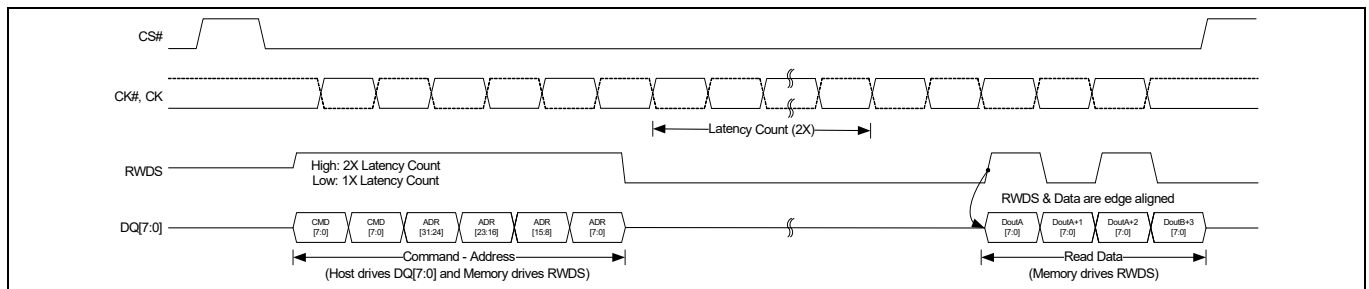 CS#
CK#, CK
Latency Count (2X)
RWDS
High: 2X Latency Count
Low: 1X Latency Count
RWDS & Data are edge aligned
DQ[7:0]
CMD [7:0]
CMD [7:0]
ADR [31:24]
ADR [23:16]
ADR [15:8]
ADR [7:0]
DoutA [7:0]
DoutA+1 [7:0]
DoutA+2 [7:0]
DoutB+3 [7:0]
Command - Address
(Host drives DQ[7:0] and Memory drives RWDS)
Read Data
(Memory drives RWDS)